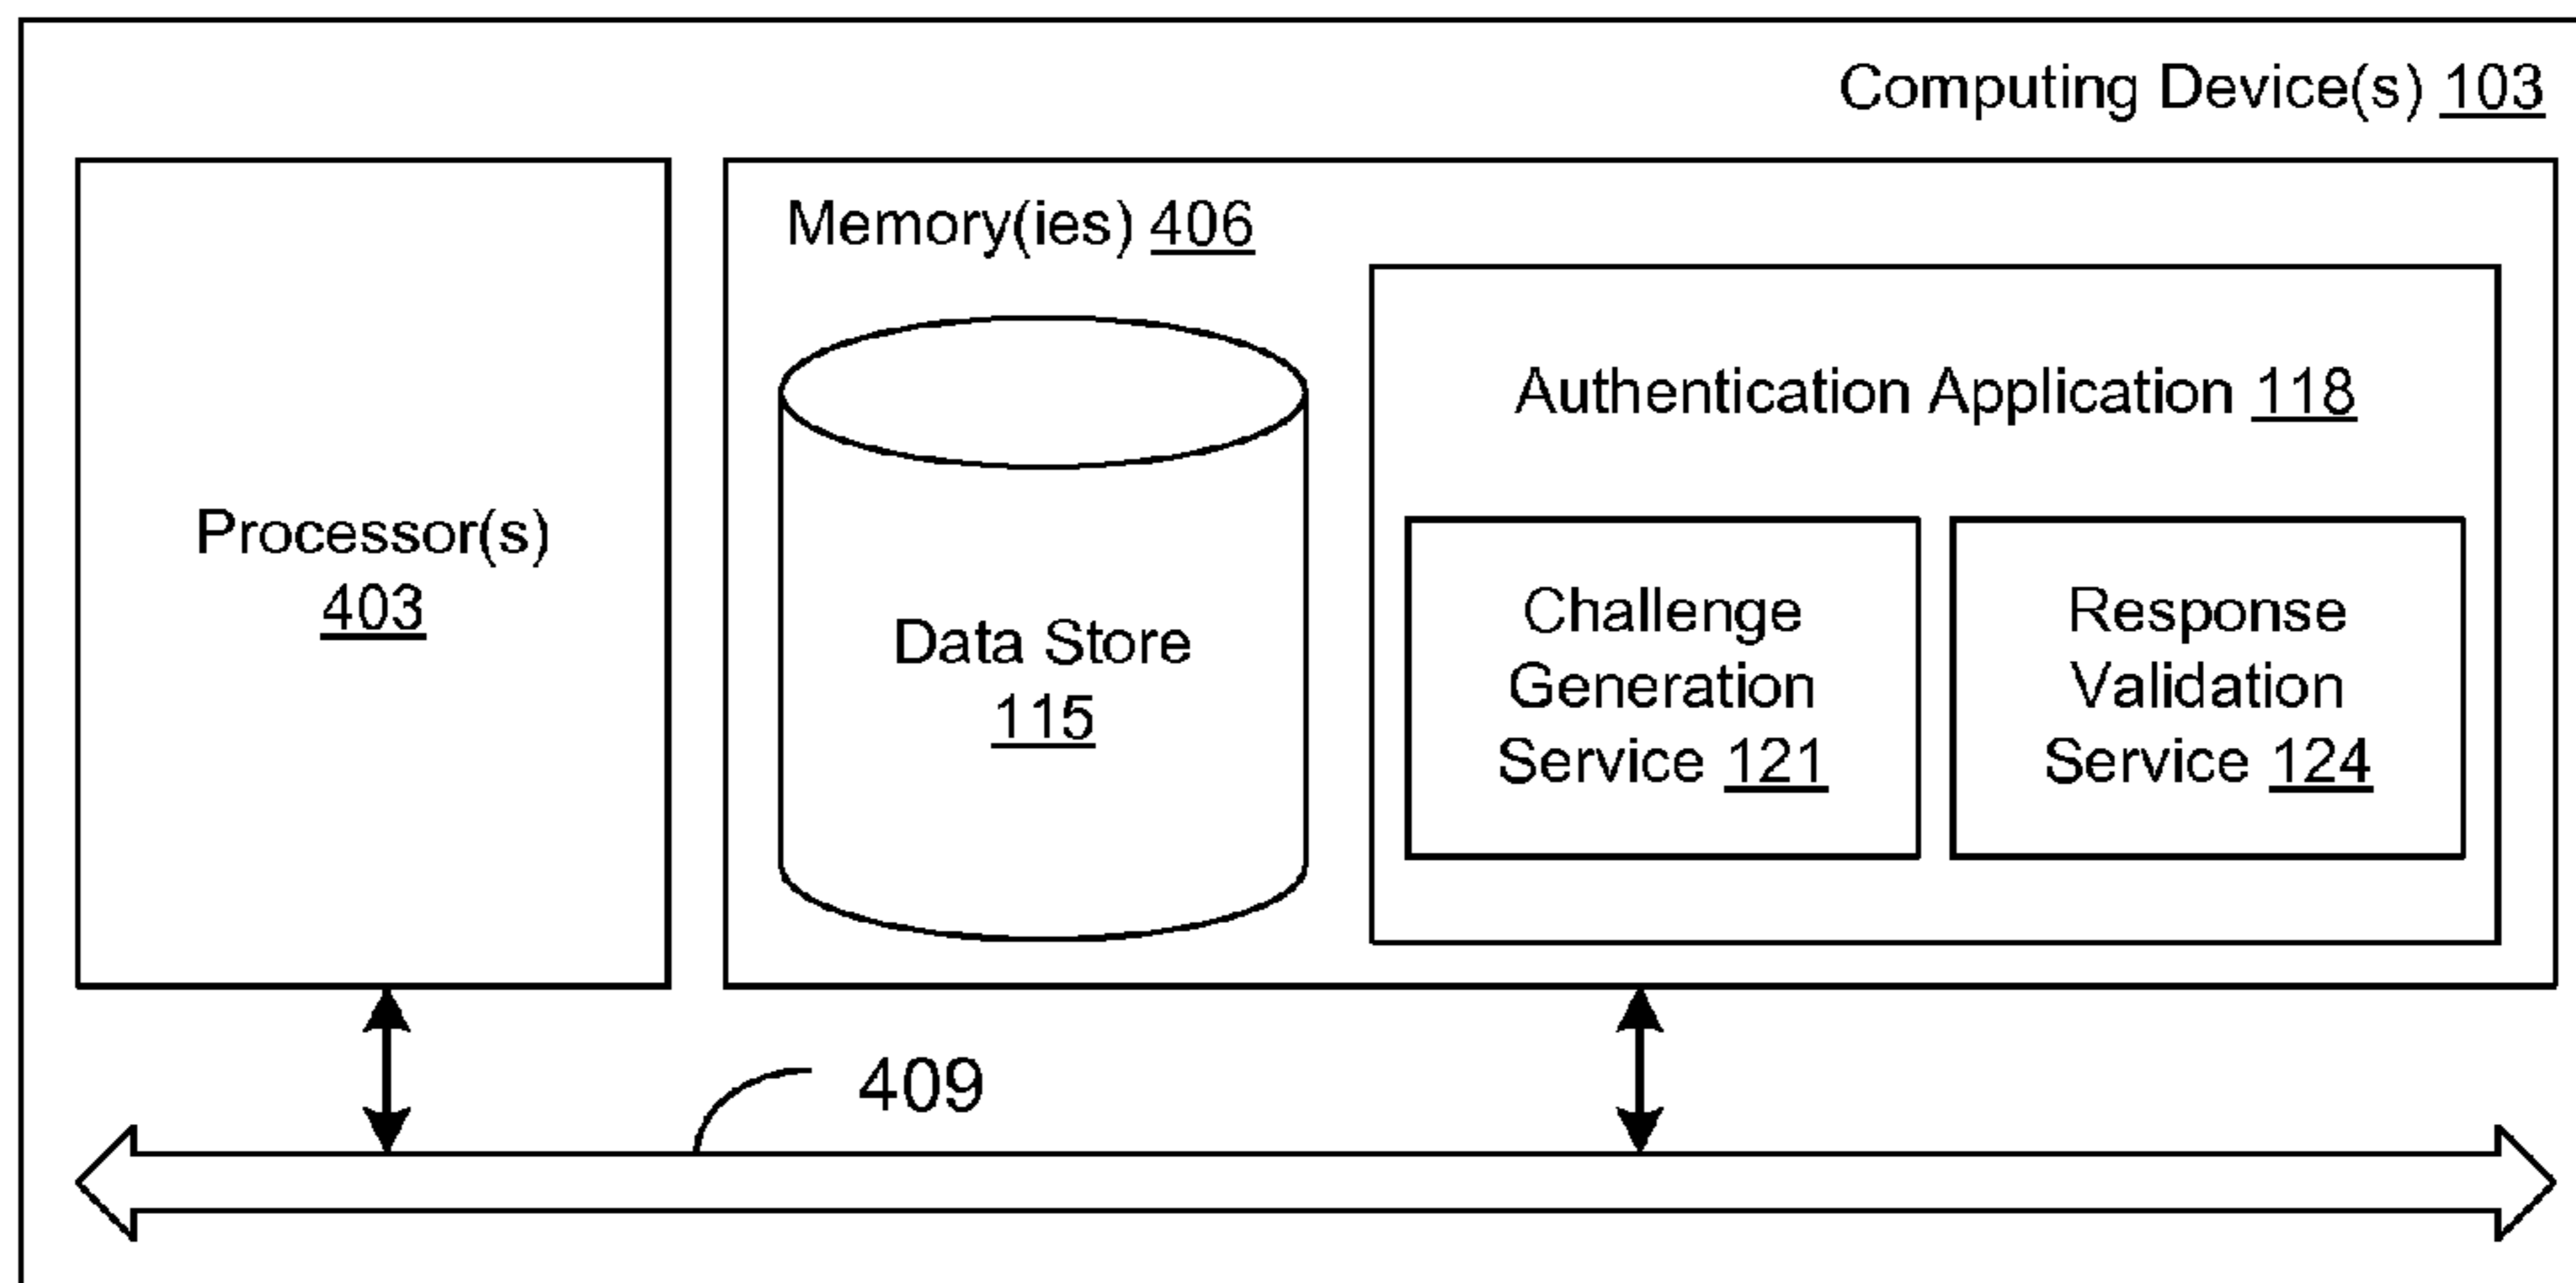 Computing Device(s) 103
Processor(s)
403
Memory(ies) 406
Data Store
115
Authentication Application 118
Challenge
Generation
Service 121
Response
Validation
Service 124
409